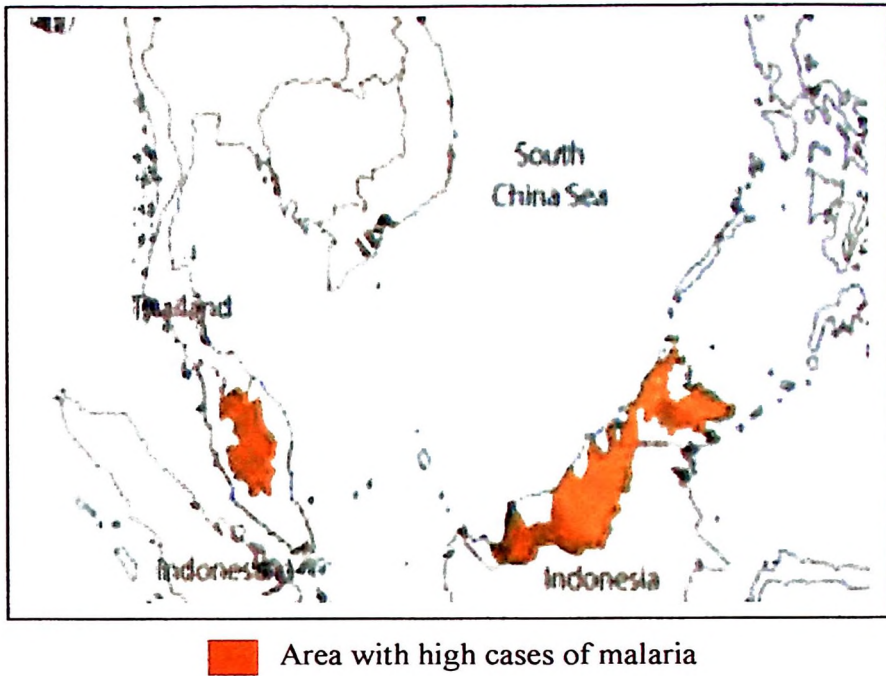 South
China Sea
Thailand
Indonesia
Indonesia
Area with high cases of malaria